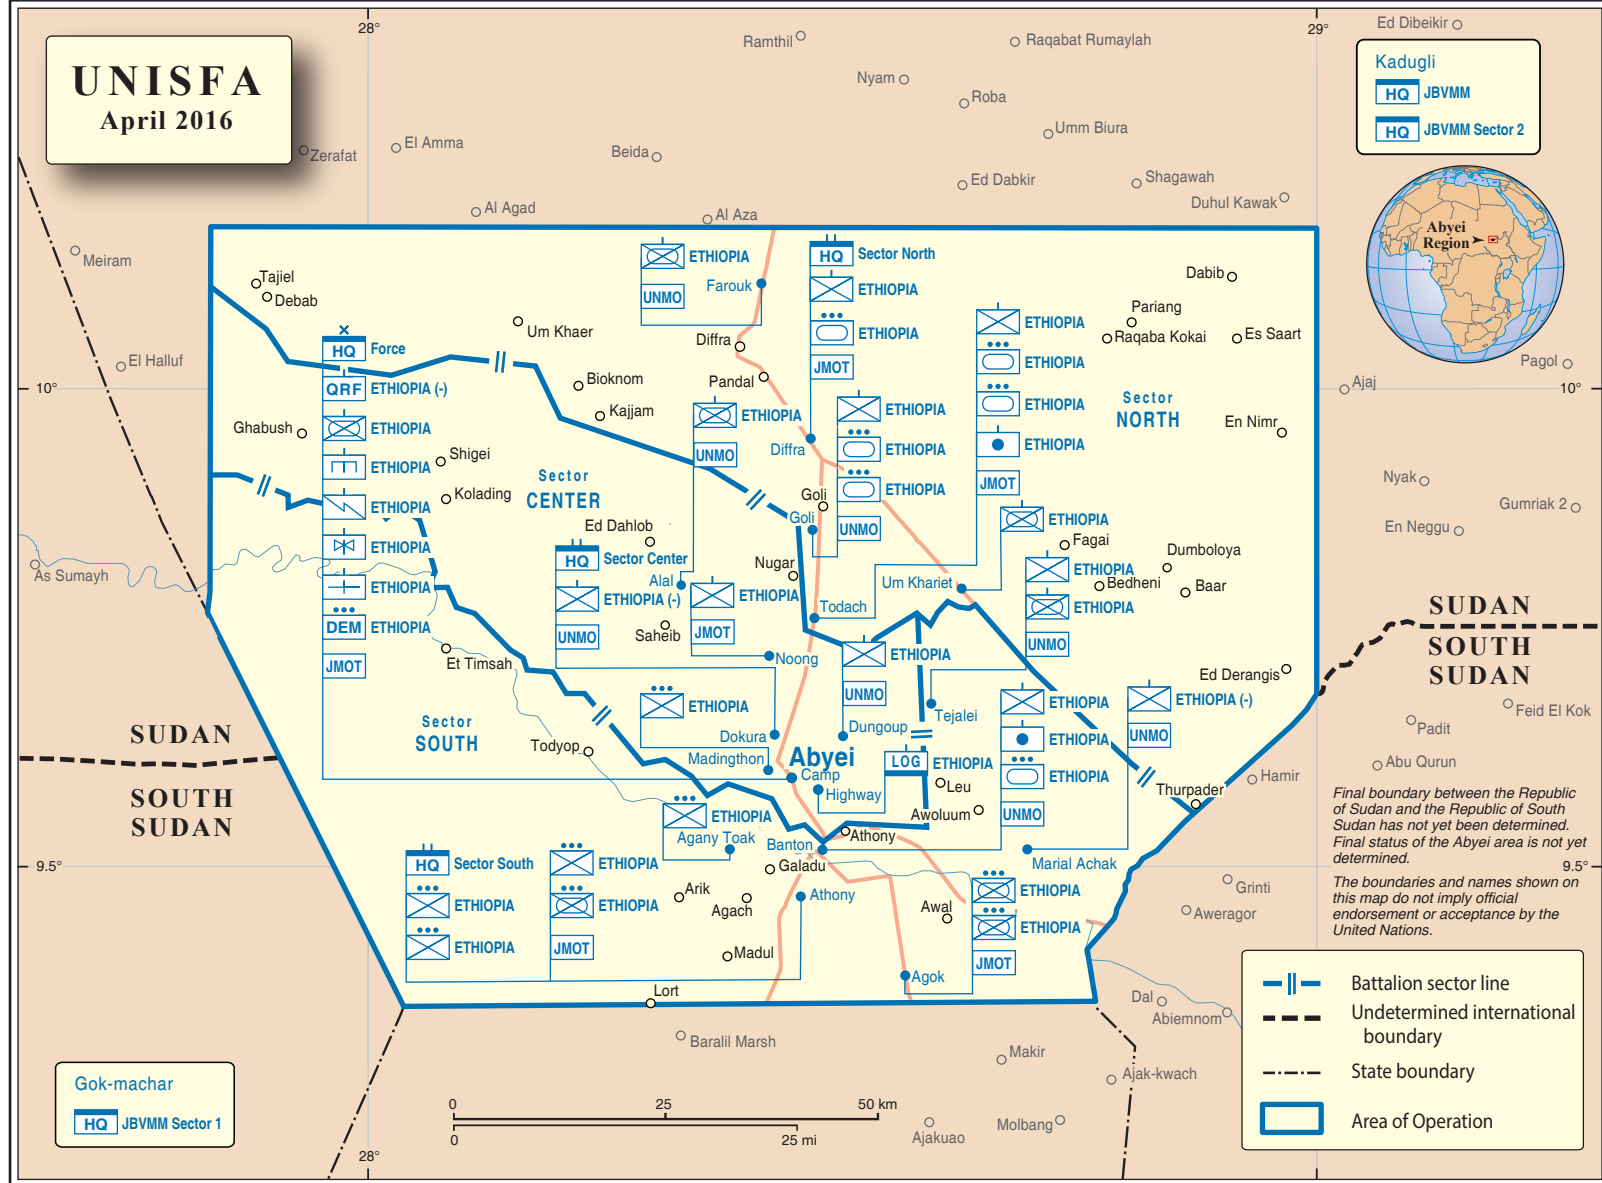 UNISFA
April 2016
28°
29°
Ed Dibeikir
Ramthil
Raqabat Rumaylah
Nyam
Roba
Umm Biura
El Amma
Zerafat
Beida
Ed Dabkir
Shagawah
Duhul Kawak
Al Agad
Al Aza
Meiram
El Halluf
As Sumayh
Kadugli
HQ JBVMM
HQ JBVMM Sector 2
Abyei
Region
Pagol
Ajaj
10°
10°
Nyak
Gumriak 2
En Neggu
Tajiel
Debab
Um Khaer
ETHIOPIA
UNMO
Farouk
HQ Sector North
ETHIOPIA
ETHIOPIA
JMOT
Diffra
Pandal
Diffra
ETHIOPIA
ETHIOPIA
ETHIOPIA
ETHIOPIA
JMOT
Dabib
Pariang
Raqaba Kokai
Es Saart
Sector
NORTH
En Nimr
HQ Force
QRF ETHIOPIA (-)
ETHIOPIA
ETHIOPIA
ETHIOPIA
ETHIOPIA
ETHIOPIA
DEM ETHIOPIA
JMOT
Bioknom
Kajjam
Ghabush
Shigei
Kolading
Sector
CENTER
ETHIOPIA
UNMO
ETHIOPIA
ETHIOPIA
ETHIOPIA
UNMO
Goli
Goli
Ed Dahlob
HQ Sector Center
ETHIOPIA (-)
UNMO
Alal
Nugar
ETHIOPIA
JMOT
Saheib
Noong
Todach
Um Khariet
ETHIOPIA
Fagai
ETHIOPIA
Bedheni
ETHIOPIA
UNMO
Dumboloya
Baar
Ed Derangis
Et Timsah
ETHIOPIA
UNMO
Dungoup
Tejalei
ETHIOPIA
ETHIOPIA
ETHIOPIA
UNMO
ETHIOPIA (-)
UNMO
SUDAN
SOUTH
SUDAN
SUDAN
SOUTH
SUDAN
Sector
SOUTH
Todyop
ETHIOPIA
Dokura
Madingthon
Abyei
Camp
Highway
LOG ETHIOPIA
Leu
Awoluum
Thurpader
Hamir
Feid El Kok
Padit
Abu Qurun
ETHIOPIA
Agany Toak
Banton
Athony
Galadu
Marial Achak
9.5°
9.5°
HQ Sector South
ETHIOPIA
ETHIOPIA
ETHIOPIA
ETHIOPIA
JMOT
Arik
Agach
Madul
Athony
Awal
ETHIOPIA
ETHIOPIA
JMOT
Agok
Lort
Grinti
Aweragor
Dal
Abiemnom
Baralil Marsh
Makir
Ajak-kwach
Ajakuao
Molbang
Final boundary between the Republic
of Sudan and the Republic of South
Sudan has not yet been determined.
Final status of the Abyei area is not yet
determined.
The boundaries and names shown on
this map do not imply official
endorsement or acceptance by the
United Nations.
Battalion sector line
Undetermined international
boundary
State boundary
Area of Operation
Gok-machar
HQ JBVMM Sector 1
0 25 50 km
0 25 mi
28°